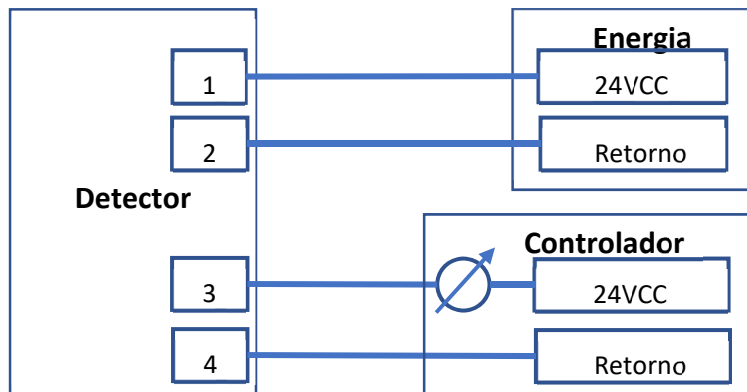 Energia
1
24VCC
2
Retorno
Detector
Controlador
3
24VCC
4
Retorno